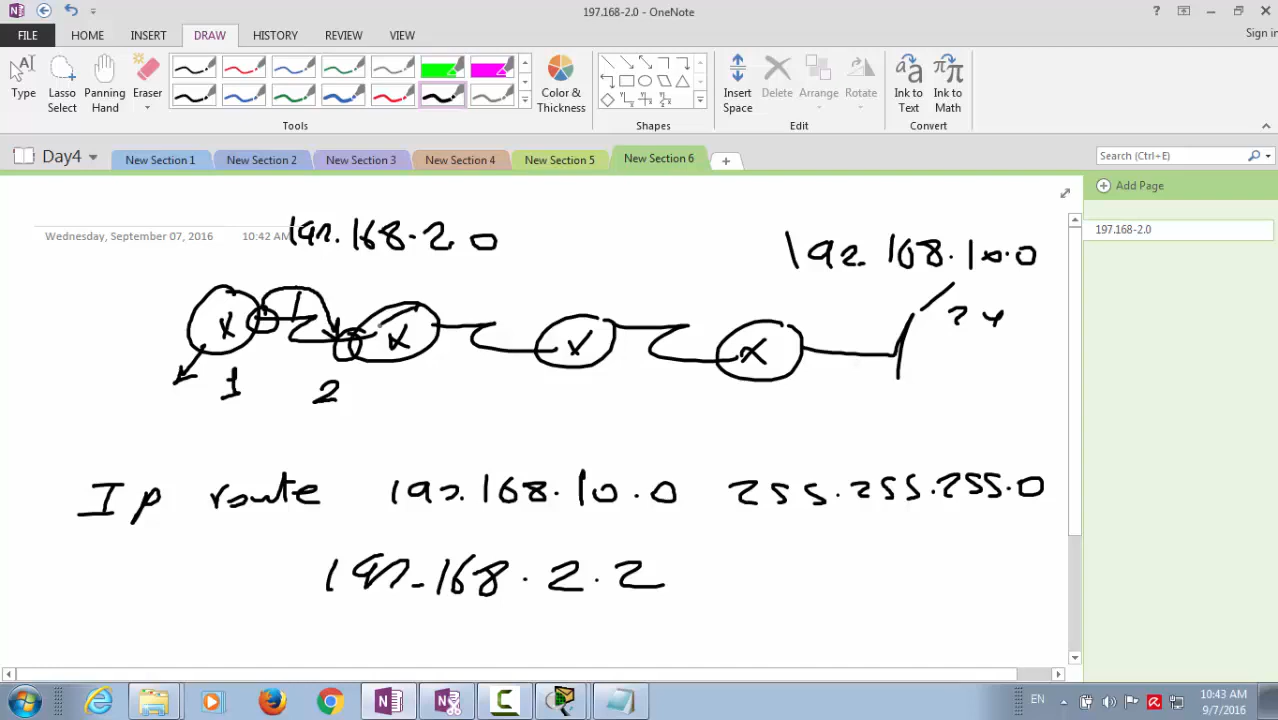 197.168-2.0 - OneNote
FILE HOME INSERT DRAW HISTORY REVIEW VIEW
Sign in
Type
Lasso Select
Panning Hand
Eraser
Color & Thickness
Insert Space
Delete
Arrange
Rotate
Ink to Text
Ink to Math
Tools Shapes Edit Convert
Day4 New Section 1 New Section 2 New Section 3 New Section 4 New Section 5 New Section 6
Search (Ctrl+E)
Add Page
197.168-2.0
Wednesday, September 07, 2016 10:42 AM
192.168.2.0
192.168.10.0
24
X X X X
1 2
Ip route 192.168.10.0 255.255.255.0
192.168.2.2
EN
10:43 AM
9/7/2016